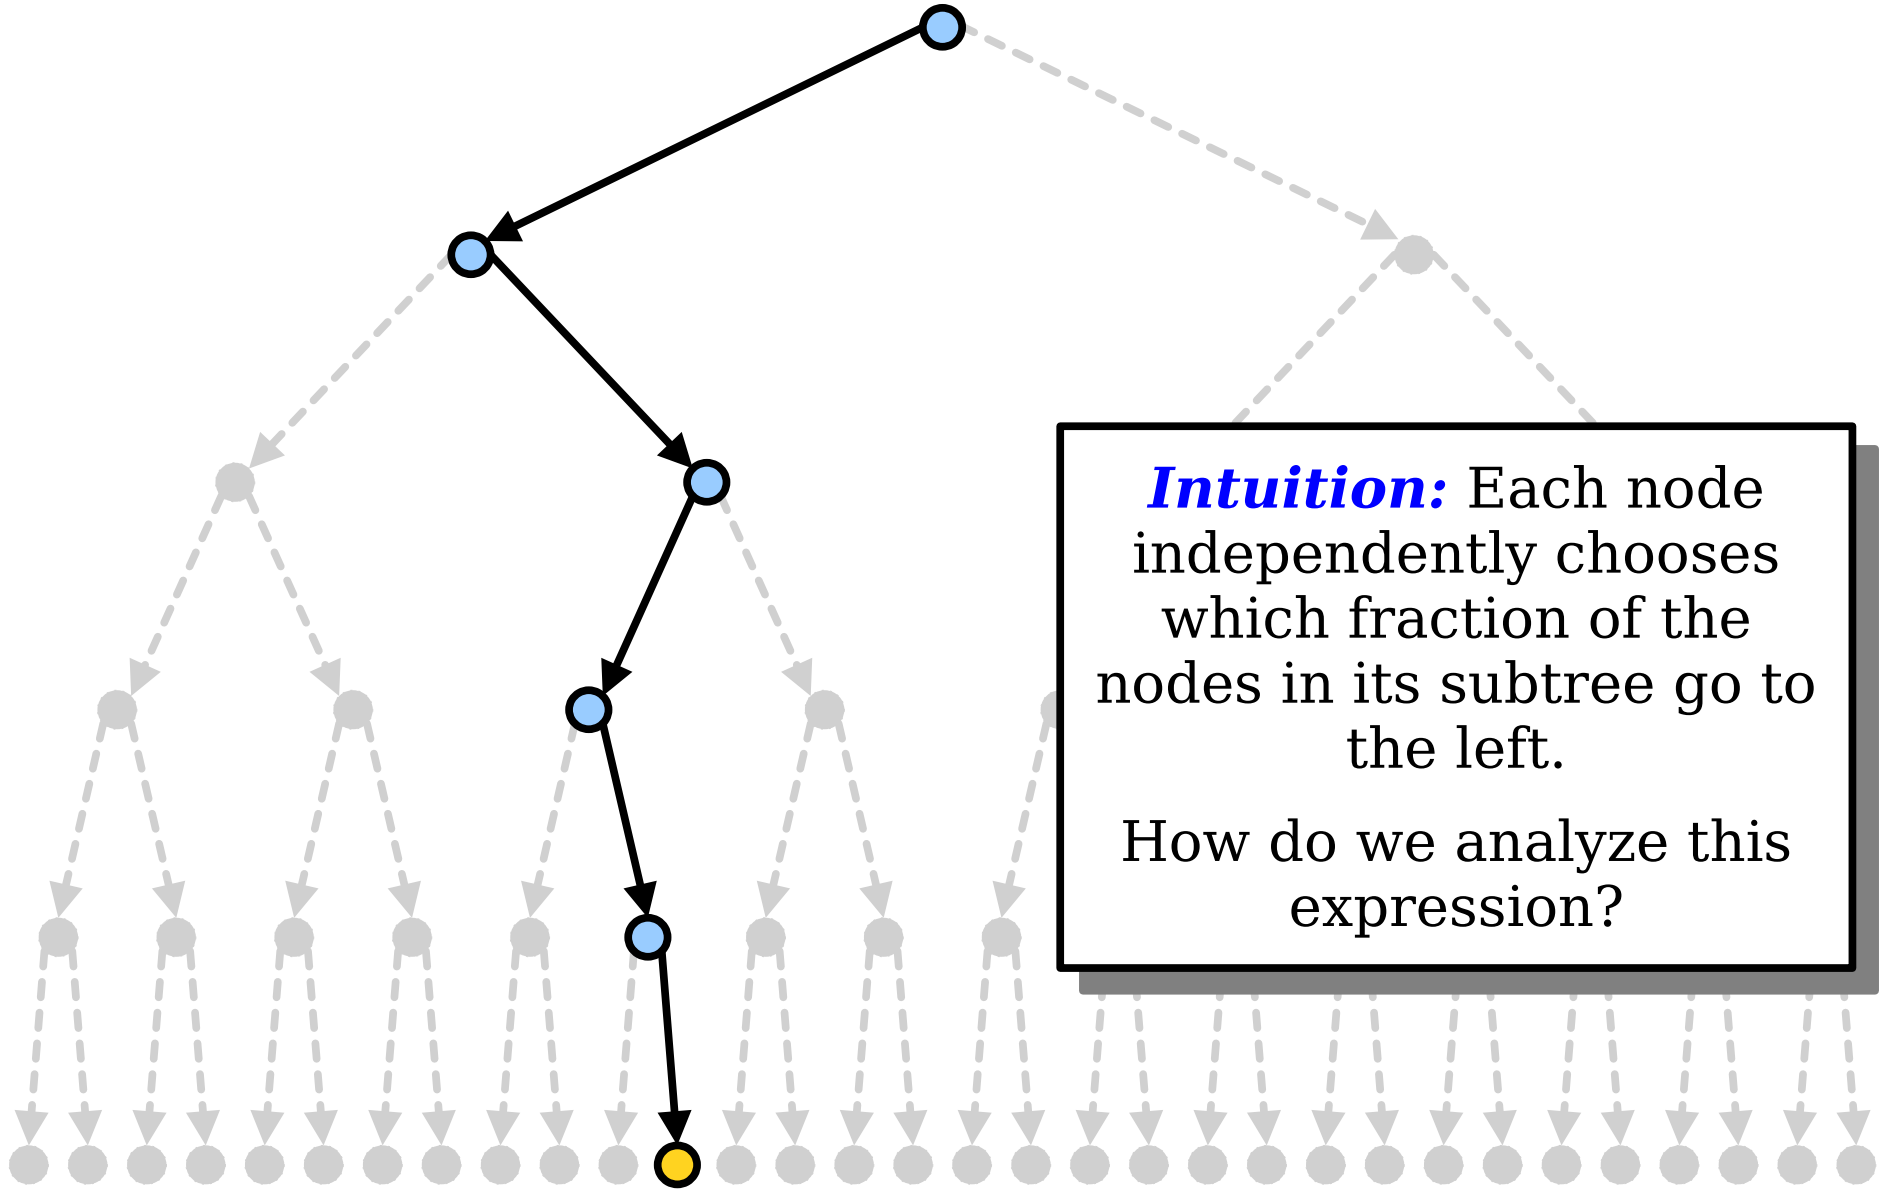 Intuition: Each node
independently chooses
which fraction of the
nodes in its subtree go to
the left.
How do we analyze this
expression?